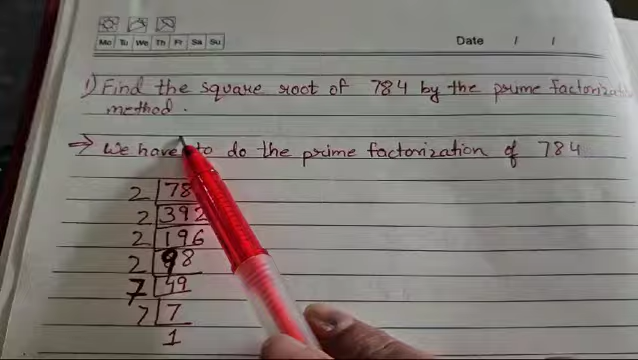 Mo Tu We Th Fr Sa Su
Date / /
1) Find the square root of 784 by the prime
method.
→ We have to do the prime factorization of 784
2 78
2 392
2 196
2 98
7 49
7 7
1